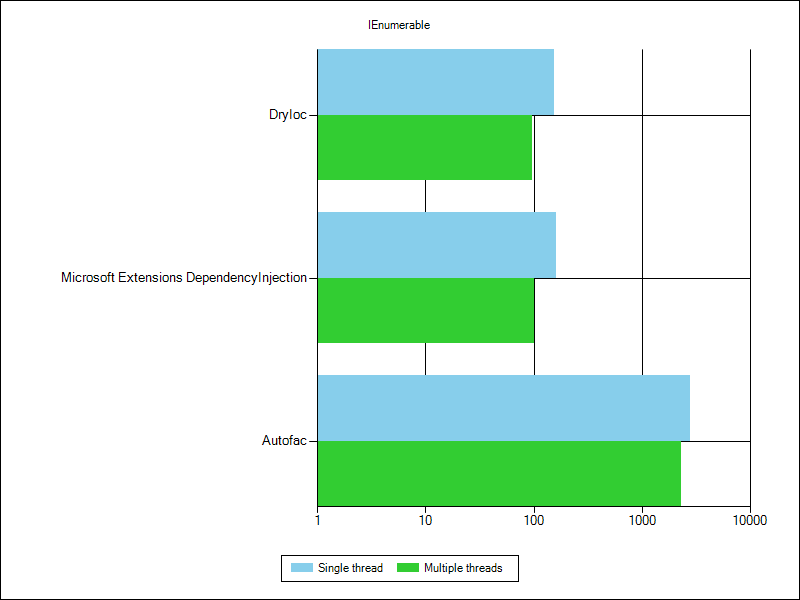 IEnumerable
DryIoc
Microsoft Extensions DependencyInjection
Autofac
1 10 100 1000 10000
Single thread Multiple threads